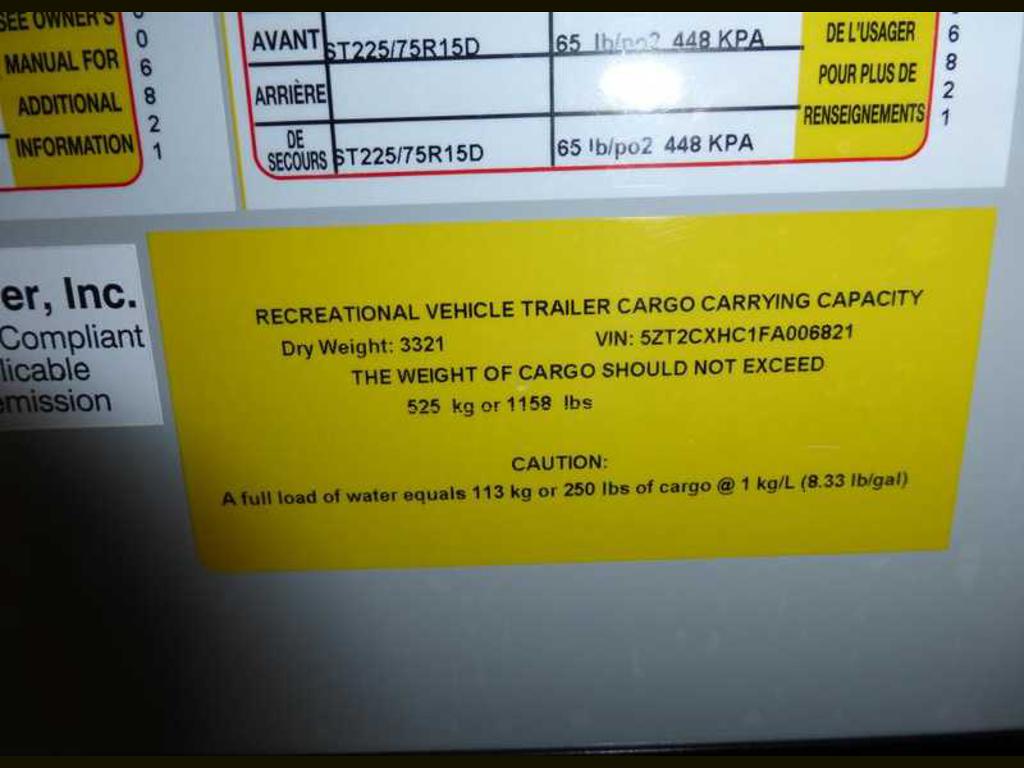 SEE OWNER'S
MANUAL FOR
ADDITIONAL
INFORMATION
0
6
8
2
1
AVANT ST225/75R15D 65 lb/po2 448 KPA
ARRIÈRE
DE SECOURS ST225/75R15D 65 lb/po2 448 KPA
DE L'USAGER
POUR PLUS DE
RENSEIGNEMENTS
6
8
2
1
er, Inc.
Compliant
licable
emission
RECREATIONAL VEHICLE TRAILER CARGO CARRYING CAPACITY
Dry Weight: 3321 VIN: 5ZT2CXHC1FA006821
THE WEIGHT OF CARGO SHOULD NOT EXCEED
525 kg or 1158 lbs
CAUTION:
A full load of water equals 113 kg or 250 lbs of cargo @ 1 kg/L (8.33 lb/gal)